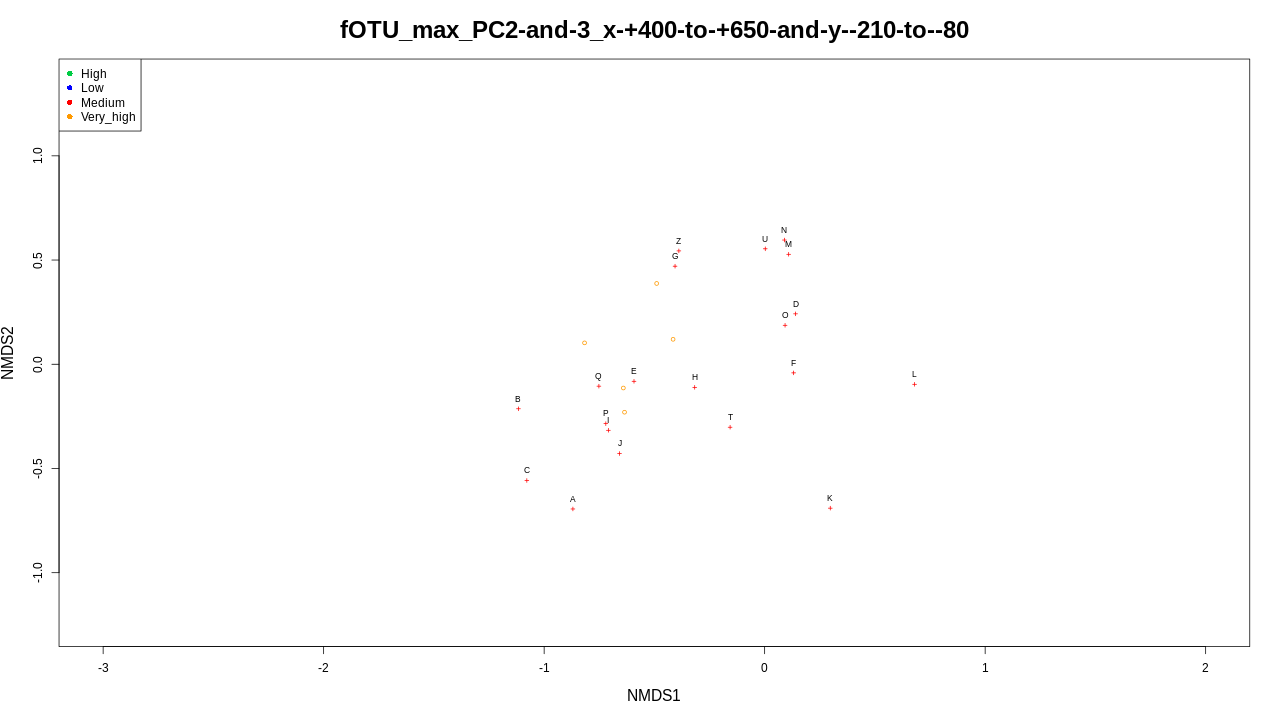 fOTU_max_PC2-and-3_x-+400-to-+650-and-y--210-to--80
High
Low
Medium
Very_high
1.0
0.5
0.0
-0.5
-1.0
NMDS2
N
U
M
Z
G
D
O
F
E
Q
H
L
B
P
I
T
J
C
A
K
-3
-2
-1
0
1
2
NMDS1